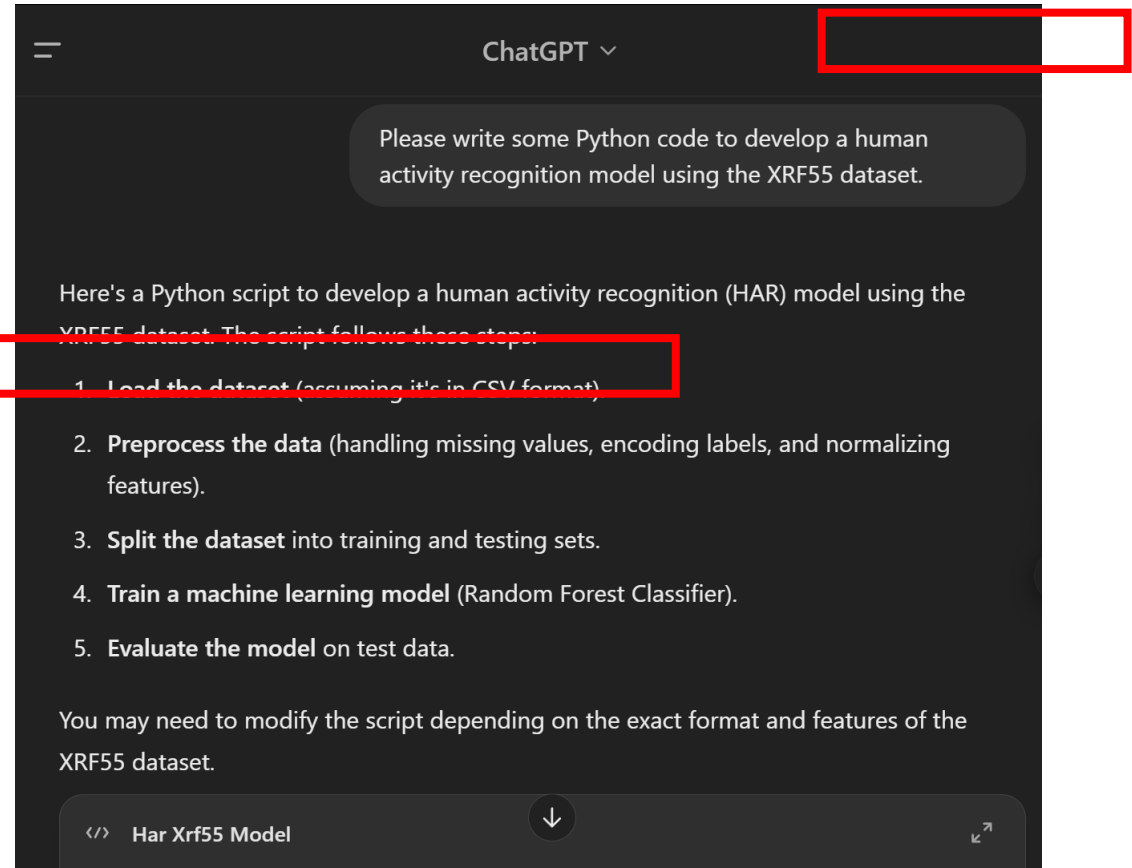 ChatGPT
Please write some Python code to develop a human
activity recognition model using the XRF55 dataset.
Here's a Python script to develop a human activity recognition (HAR) model using the
XRF55 dataset. The script follows these steps:
1. Load the dataset (assuming it's in CSV format).
2. Preprocess the data (handling missing values, encoding labels, and normalizing
features).
3. Split the dataset into training and testing sets.
4. Train a machine learning model (Random Forest Classifier).
5. Evaluate the model on test data.
You may need to modify the script depending on the exact format and features of the
XRF55 dataset.
</> Har Xrf55 Model